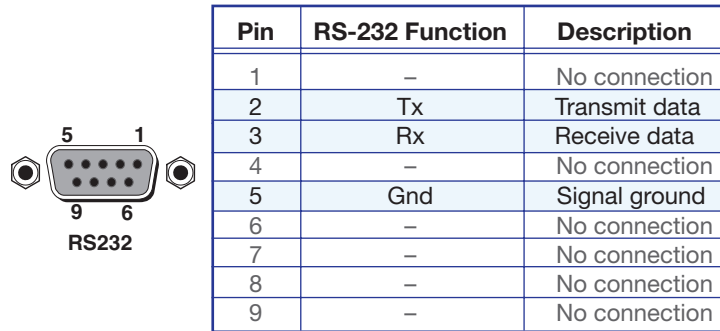 5 1
9 6
RS232
Pin RS-232 Function Description
1 – No connection
2 Tx Transmit data
3 Rx Receive data
4 – No connection
5 Gnd Signal ground
6 – No connection
7 – No connection
8 – No connection
9 – No connection